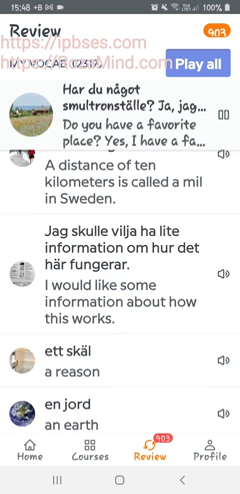 15:48 +B
100%
Review
903
https://ipbses.com
MY VOCAB (2317)
Play all
Har du något
smultronställe? Ja, jag...
Do you have a favorite
place? Yes, I have a fa...
A distance of ten
kilometers is called a mil
in Sweden.
Jag skulle vilja ha lite
information om hur det
här fungerar.
I would like some
information about how
this works.
ett skäl
a reason
en jord
an earth
903
Home Courses Review Profile